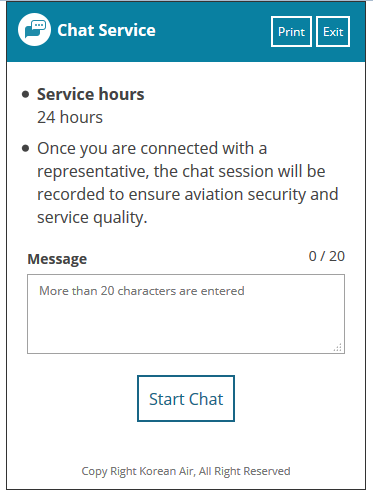 Chat Service
Print
Exit
Service hours
24 hours
Once you are connected with a
representative, the chat session will be
recorded to ensure aviation security and
service quality.
Message
0 / 20
More than 20 characters are entered
Start Chat
Copy Right Korean Air, All Right Reserved